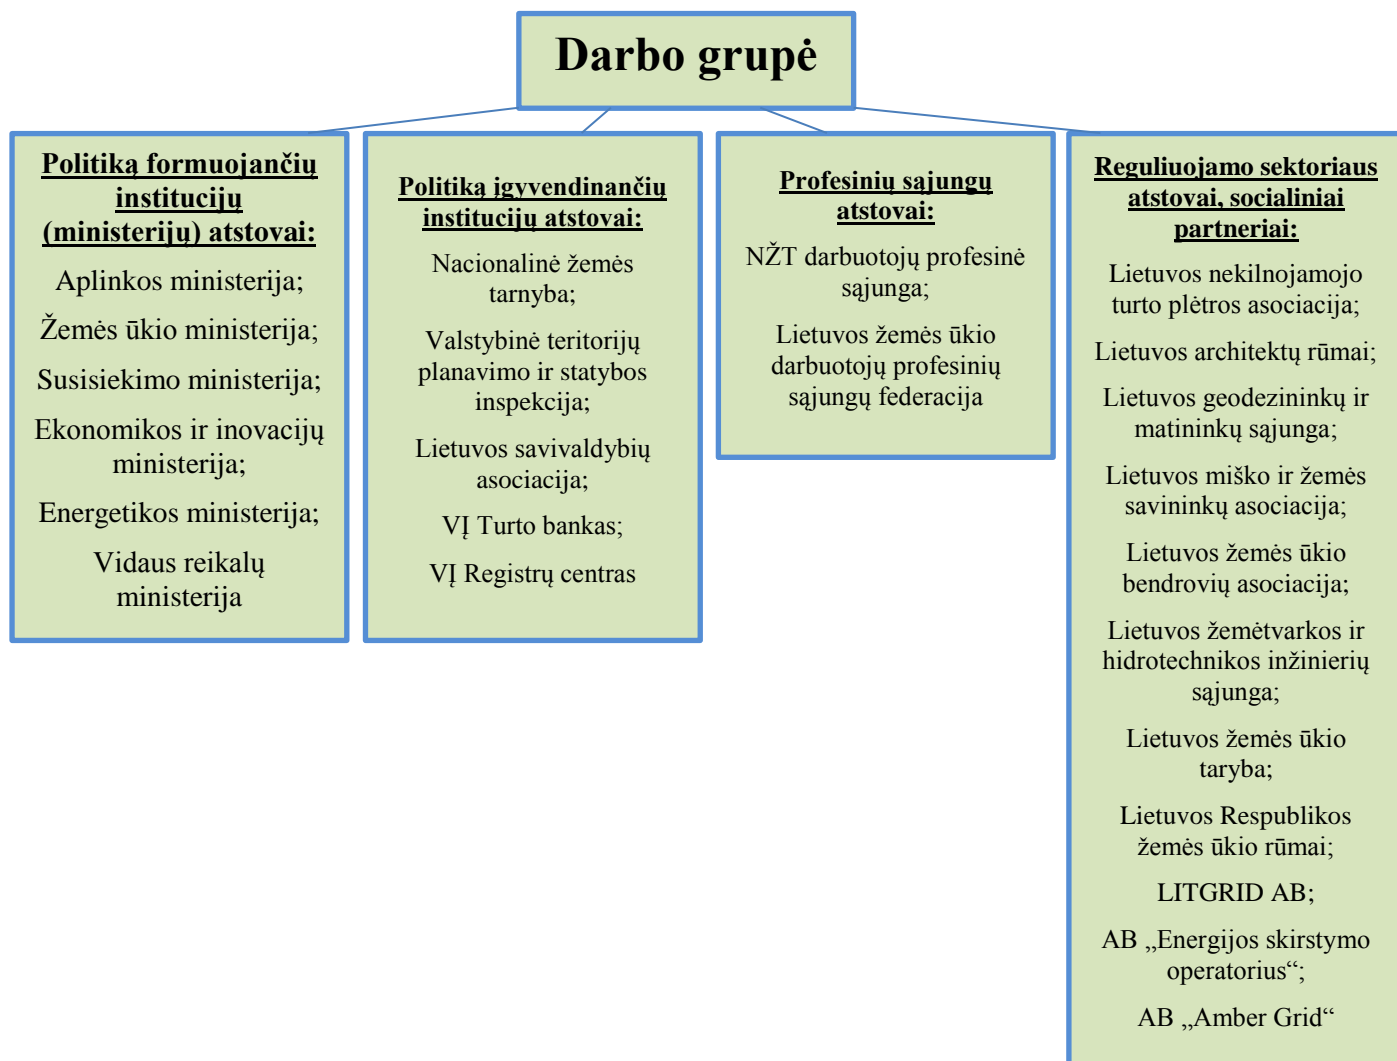 Darbo grupė
Politiką formuojančių
institucijų
(ministerijų) atstovai:
Aplinkos ministerija;
Žemės ūkio ministerija;
Susisiekimo ministerija;
Ekonomikos ir inovacijų
ministerija;
Energetikos ministerija;
Vidaus reikalų
ministerija
Politiką įgyvendinančių
institucijų atstovai:
Nacionalinė žemės
tarnyba;
Valstybinė teritorijų
planavimo ir statybos
inspekcija;
Lietuvos savivaldybių
asociacija;
VĮ Turto bankas;
VĮ Registrų centras
Profesinių sąjungų
atstovai:
NŽT darbuotojų profesinė
sąjunga;
Lietuvos žemės ūkio
darbuotojų profesinių
sąjungų federacija
Reguliuojamo sektoriaus
atstovai, socialiniai
partneriai:
Lietuvos nekilnojamojo
turto plėtros asociacija;
Lietuvos architektų rūmai;
Lietuvos geodezininkų ir
matininkų sąjunga;
Lietuvos miško ir žemės
savininkų asociacija;
Lietuvos žemės ūkio
bendrovių asociacija;
Lietuvos žemėtvarkos ir
hidrotechnikos inžinierių
sąjunga;
Lietuvos žemės ūkio
taryba;
Lietuvos Respublikos
žemės ūkio rūmai;
LITGRID AB;
AB „Energijos skirstymo
operatorius“;
AB „Amber Grid“